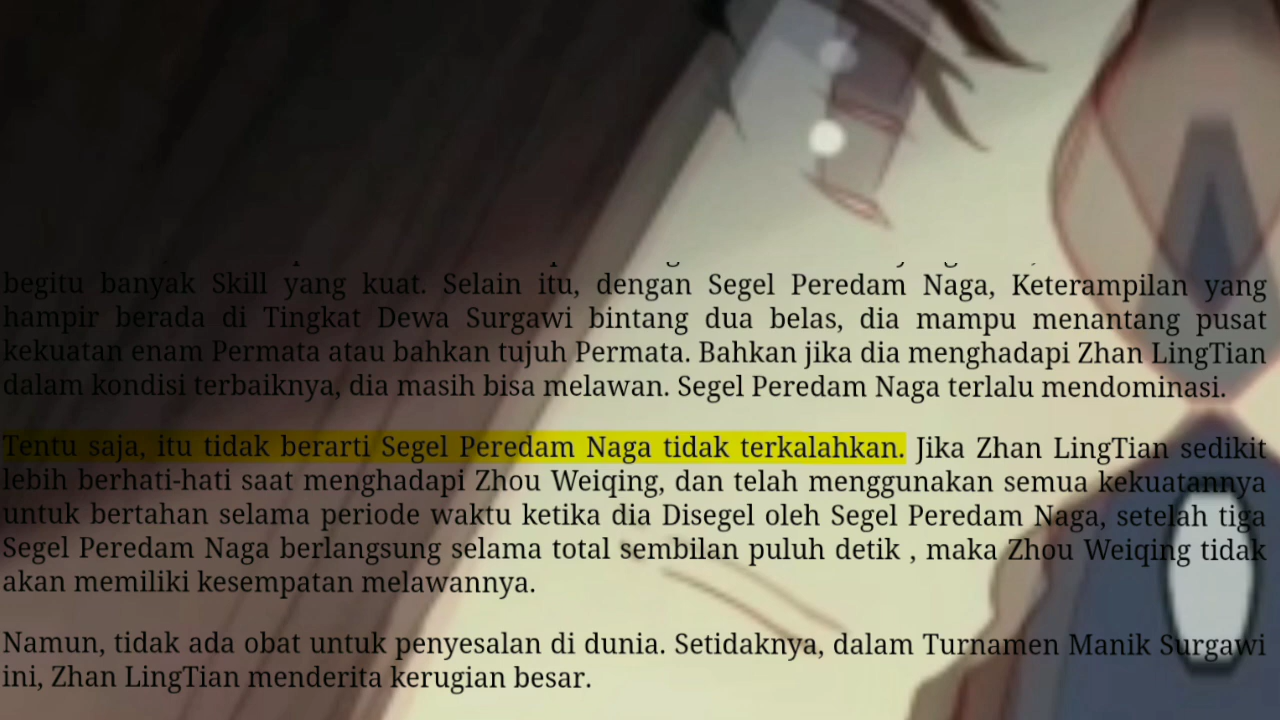 begitu banyak Skill yang kuat. Selain itu, dengan Segel Peredam Naga, Keterampilan yang
hampir berada di Tingkat Dewa Surgawi bintang dua belas, dia mampu menantang pusat
kekuatan enam Permata atau bahkan tujuh Permata. Bahkan jika dia menghadapi Zhan LingTian
dalam kondisi terbaiknya, dia masih bisa melawan. Segel Peredam Naga terlalu mendominasi.
Tentu saja, itu tidak berarti Segel Peredam Naga tidak terkalahkan. Jika Zhan LingTian sedikit
lebih berhati-hati saat menghadapi Zhou Weiqing, dan telah menggunakan semua kekuatannya
untuk bertahan selama periode waktu ketika dia Disegel oleh Segel Peredam Naga, setelah tiga
Segel Peredam Naga berlangsung selama total sembilan puluh detik , maka Zhou Weiqing tidak
akan memiliki kesempatan melawannya.
Namun, tidak ada obat untuk penyesalan di dunia. Setidaknya, dalam Turnamen Manik Surgawi
ini, Zhan LingTian menderita kerugian besar.